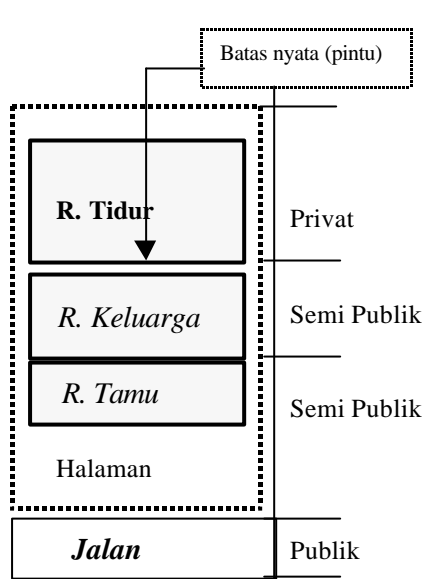 Batas nyata (pintu)
R. Tidur
Privat
R. Keluarga
Semi Publik
R. Tamu
Semi Publik
Halaman
Jalan
Publik